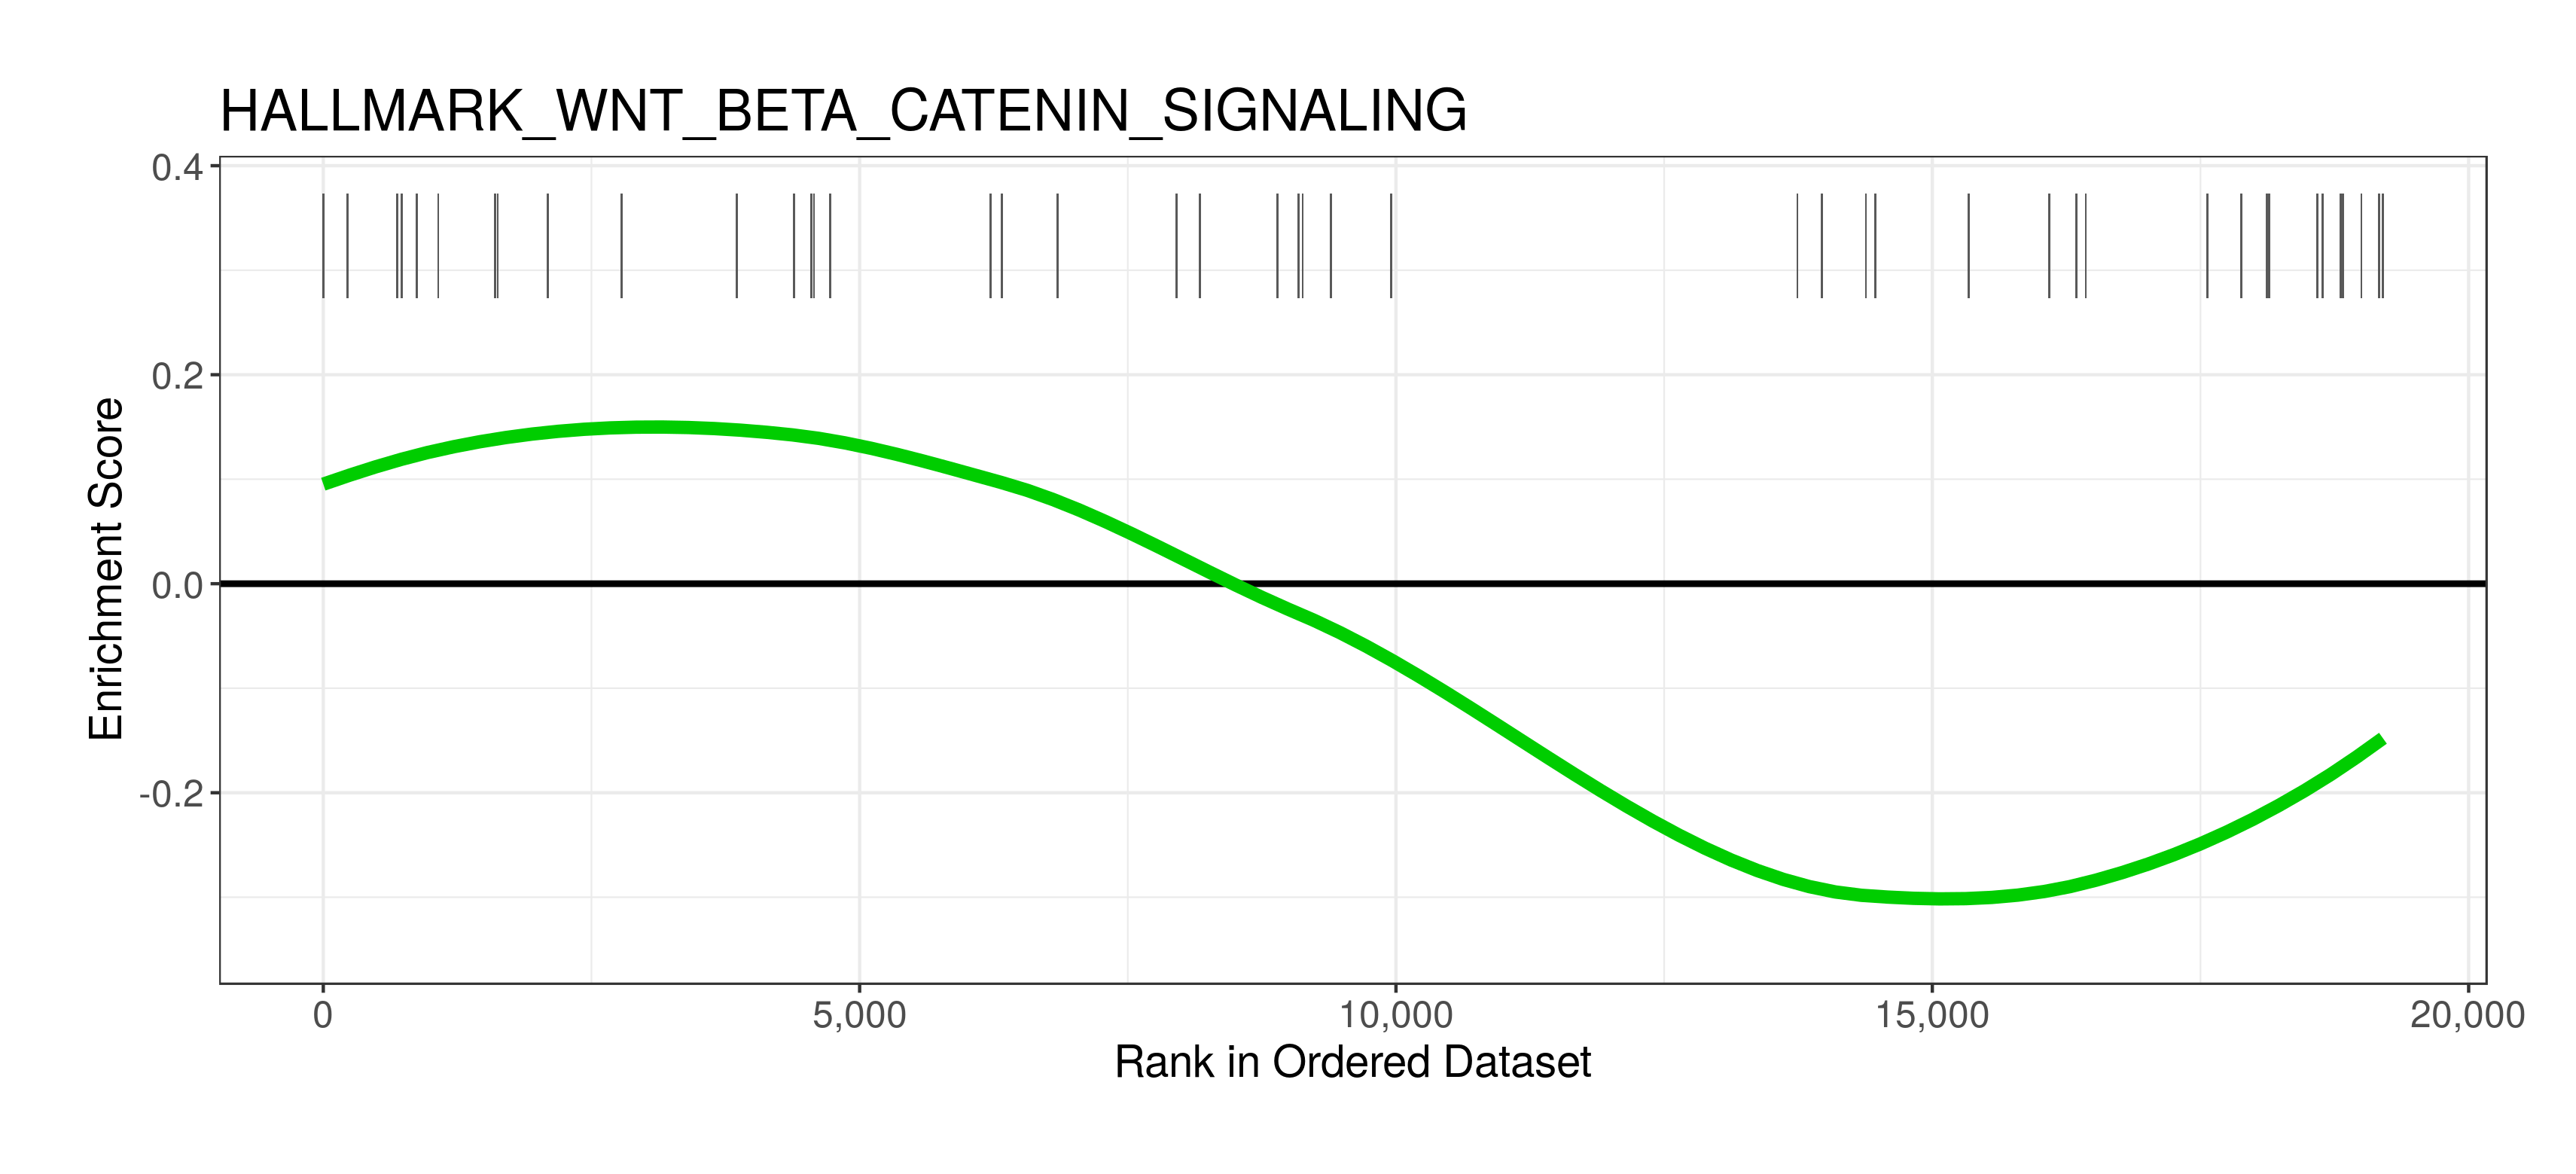 HALLMARK_WNT_BETA_CATENIN_SIGNALING
0.4
0.2
0.0
-0.2
Enrichment Score
0 5,000 10,000 15,000 20,000
Rank in Ordered Dataset